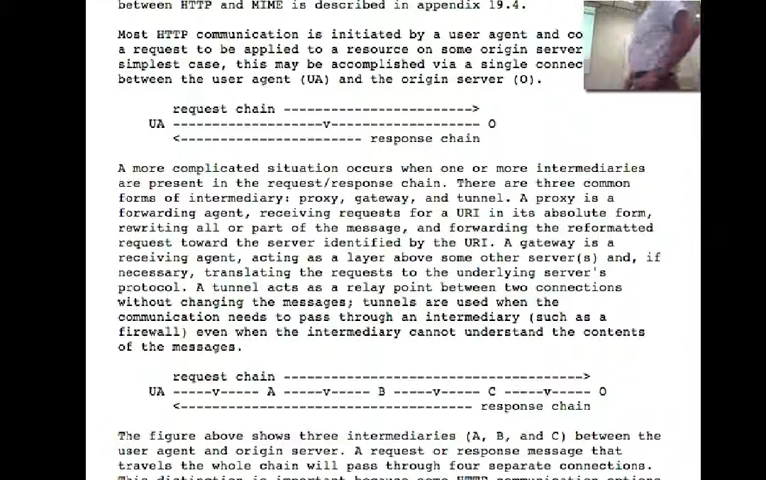 between HTTP and MIME is described in appendix 19.4.
Most HTTP communication is initiated by a user agent and co
a request to be applied to a resource on some origin server
simplest case, this may be accomplished via a single connec
between the user agent (UA) and the origin server (O).
request chain ------------------------>
UA -------------------v------------------- O
<----------------------- response chain
A more complicated situation occurs when one or more intermediaries
are present in the request/response chain. There are three common
forms of intermediary: proxy, gateway, and tunnel. A proxy is a
forwarding agent, receiving requests for a URI in its absolute form,
rewriting all or part of the message, and forwarding the reformatted
request toward the server identified by the URI. A gateway is a
receiving agent, acting as a layer above some other server(s) and, if
necessary, translating the requests to the underlying server's
protocol. A tunnel acts as a relay point between two connections
without changing the messages; tunnels are used when the
communication needs to pass through an intermediary (such as a
firewall) even when the intermediary cannot understand the contents
of the messages.
request chain -------------------------------------->
UA -----v----- A -----v----- B -----v----- C -----v----- O
<------------------------------------- response chain
The figure above shows three intermediaries (A, B, and C) between the
user agent and origin server. A request or response message that
travels the whole chain will pass through four separate connections.
This distinction is important because some HTTP communication options